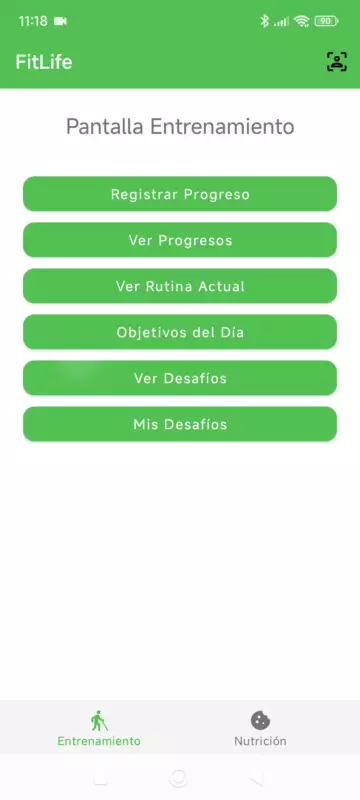 11:18
90
FitLife
Pantalla Entrenamiento
Registrar Progreso
Ver Progresos
Ver Rutina Actual
Objetivos del Día
Ver Desafíos
Mis Desafíos
Entrenamiento
Nutrición